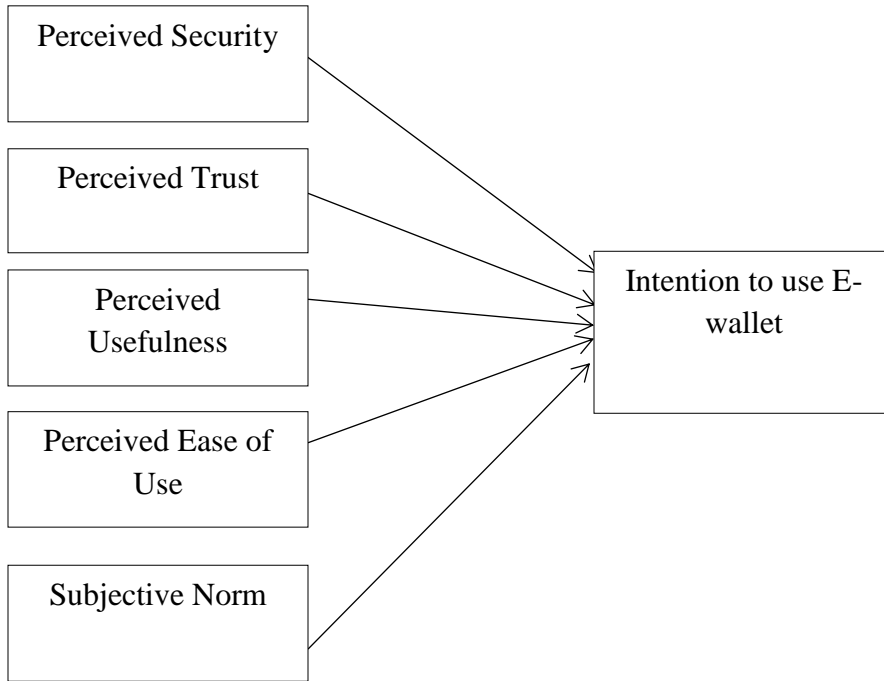 Perceived Security
Perceived Trust
Perceived
Usefulness
Perceived Ease of
Use
Subjective Norm
Intention to use E-
wallet